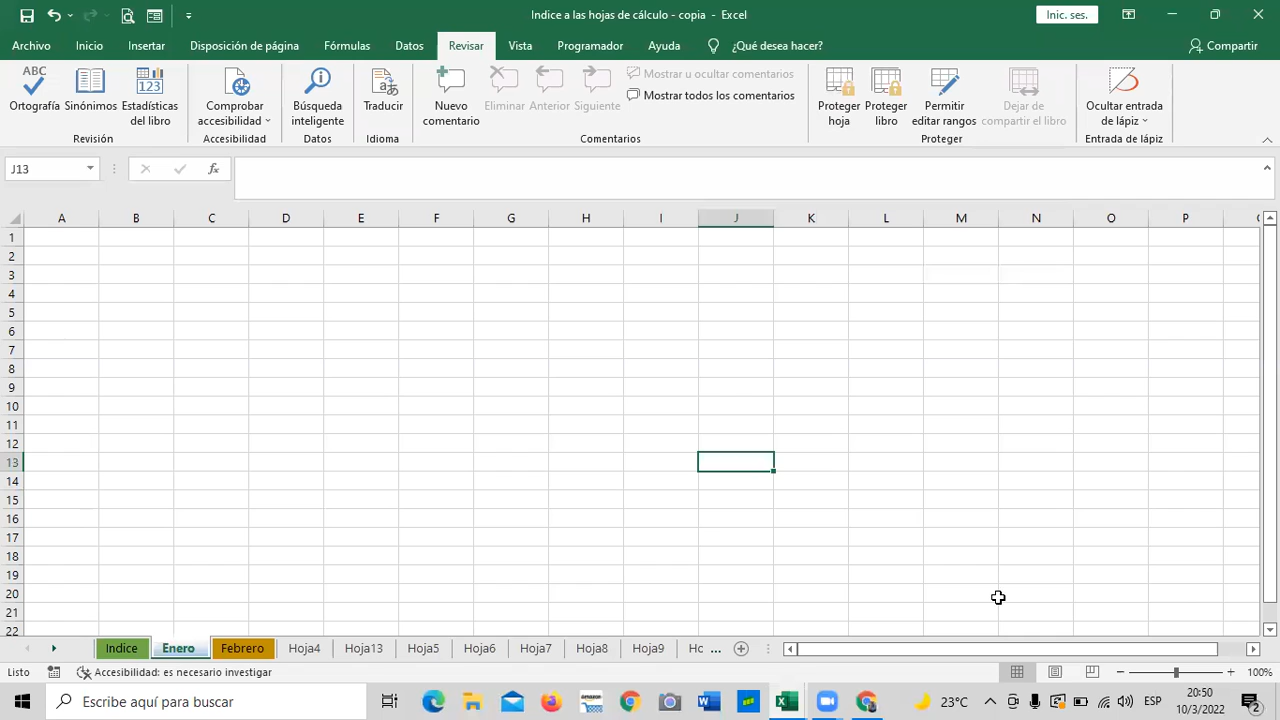 Indice a las hojas de cálculo - copia - Excel
Inic. ses.
Archivo Inicio Insertar Disposición de página Fórmulas Datos Revisar Vista Programador Ayuda ¿Qué desea hacer? Compartir
ABC
123
Ortografía Sinónimos Estadísticas del libro
Comprobar accesibilidad
Búsqueda inteligente
Traducir
Nuevo comentario
Eliminar Anterior Siguiente
Mostrar u ocultar comentarios
Mostrar todos los comentarios
Proteger hoja
Proteger libro
Permitir editar rangos
Dejar de compartir el libro
Ocultar entrada de lápiz
Revisión Accesibilidad Datos Idioma Comentarios Proteger Entrada de lápiz
J13 fx
A B C D E F G H I J K L M N O P
1
2
3
4
5
6
7
8
9
10
11
12
13
14
15
16
17
18
19
20
21
22
Indice Enero Febrero Hoja4 Hoja13 Hoja5 Hoja6 Hoja7 Hoja8 Hoja9 Ho ...
Listo Accesibilidad: es necesario investigar 100%
Escribe aquí para buscar 23°C ESP 20:50
10/3/2022 2